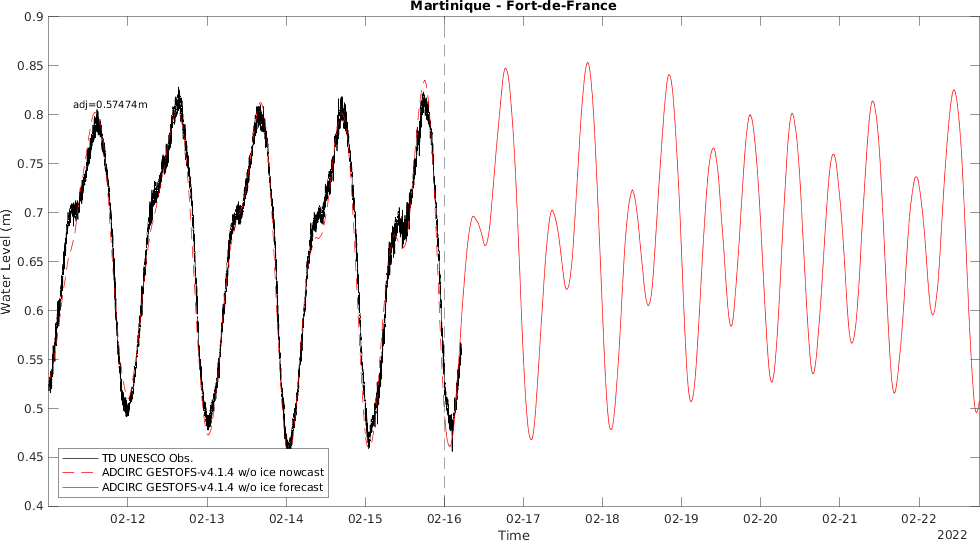 Martinique - Fort-de-France
0.9
0.85
0.8
0.75
0.7
0.65
0.6
0.55
0.5
0.45
0.4
Water Level (m)
adj=0.57474m
TD UNESCO Obs.
ADCIRC GESTOFS-v4.1.4 w/o ice nowcast
ADCIRC GESTOFS-v4.1.4 w/o ice forecast
02-12 02-13 02-14 02-15 02-16 02-17 02-18 02-19 02-20 02-21 02-22
Time
2022